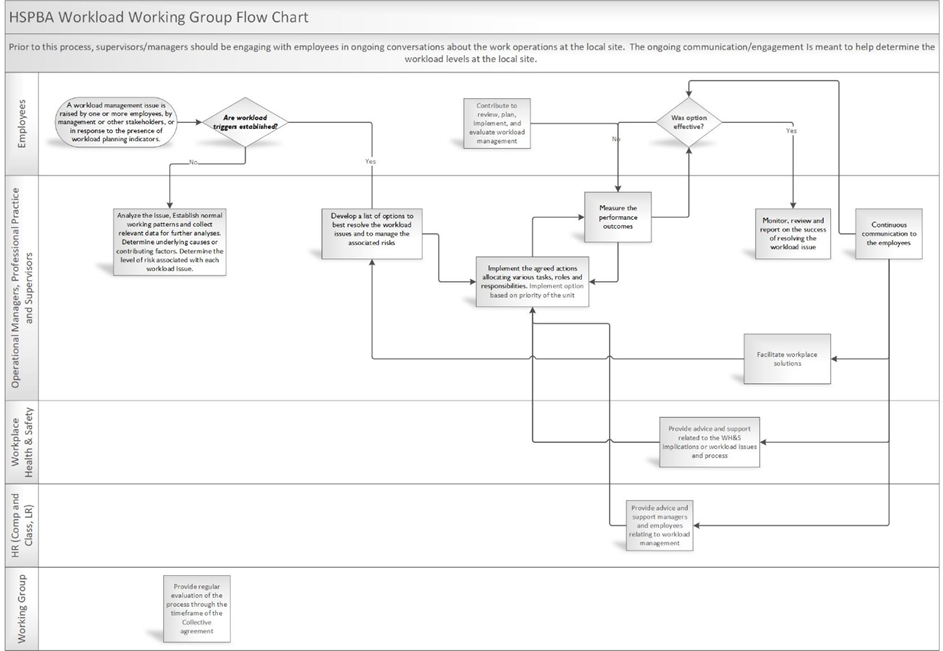 HSPBA Workload Working Group Flow Chart
Prior to this process, supervisors/managers should be engaging with employees in ongoing conversations about the work operations at the local site. The ongoing communication/engagement Is meant to help determine the
workload levels at the local site.
Employees
A workload management issue is
raised by one or more employees, by
management or other stakeholders, or
in response to the presence of
workload planning indicators.
Are workload
triggers established?
Contribute to
review, plan,
implement, and
evaluate workload
management
Was option
effective?
No
Yes
No
Yes
Operational Managers, Professional Practice
and Supervisors
Analyze the issue, Establish normal
working patterns and collect
relevant data for further analyses.
Determine underlying causes or
contributing factors. Determine the
level of risk associated with each
workload issue.
Develop a list of options to
best resolve the workload
issues and to manage the
associated risks
Measure the
performance
outcomes
Monitor, review and
report on the success
of resolving the
workload issue
Continuous
communication to
the employees
Implement the agreed actions
allocating various tasks, roles and
responsibilities. Implement option
based on priority of the unit
Facilitate workplace
solutions
Workplace
Health & Safety
Provide advice and support
related to the WH&S
implications or workload issues
and process
HR (Comp and
Class, LR)
Provide advice and
support managers
and employees
relating to workload
management
Working Group
Provide regular
evaluation of the
process through the
timeframe of the
Collective
agreement